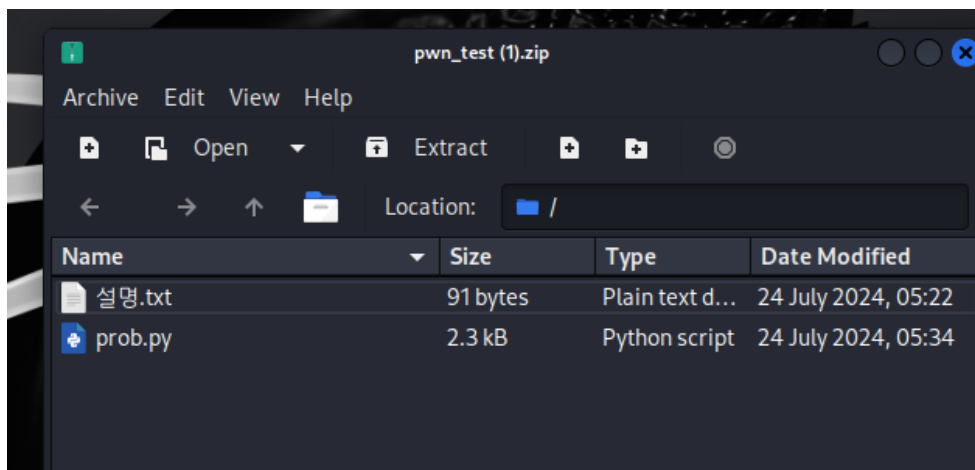 pwn_test (1).zip
Archive Edit View Help
Open Extract
Location: /
Name Size Type Date Modified
설명.txt 91 bytes Plain text d... 24 July 2024, 05:22
prob.py 2.3 kB Python script 24 July 2024, 05:34